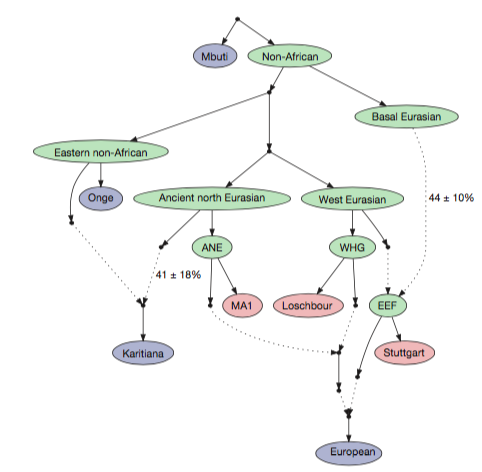 Mbuti
Non-African
Basal Eurasian
Eastern non-African
Onge
Ancient north Eurasian
West Eurasian
44 ± 10%
ANE
WHG
41 ± 18%
MA1
Loschbour
EEF
Karitiana
Stuttgart
European